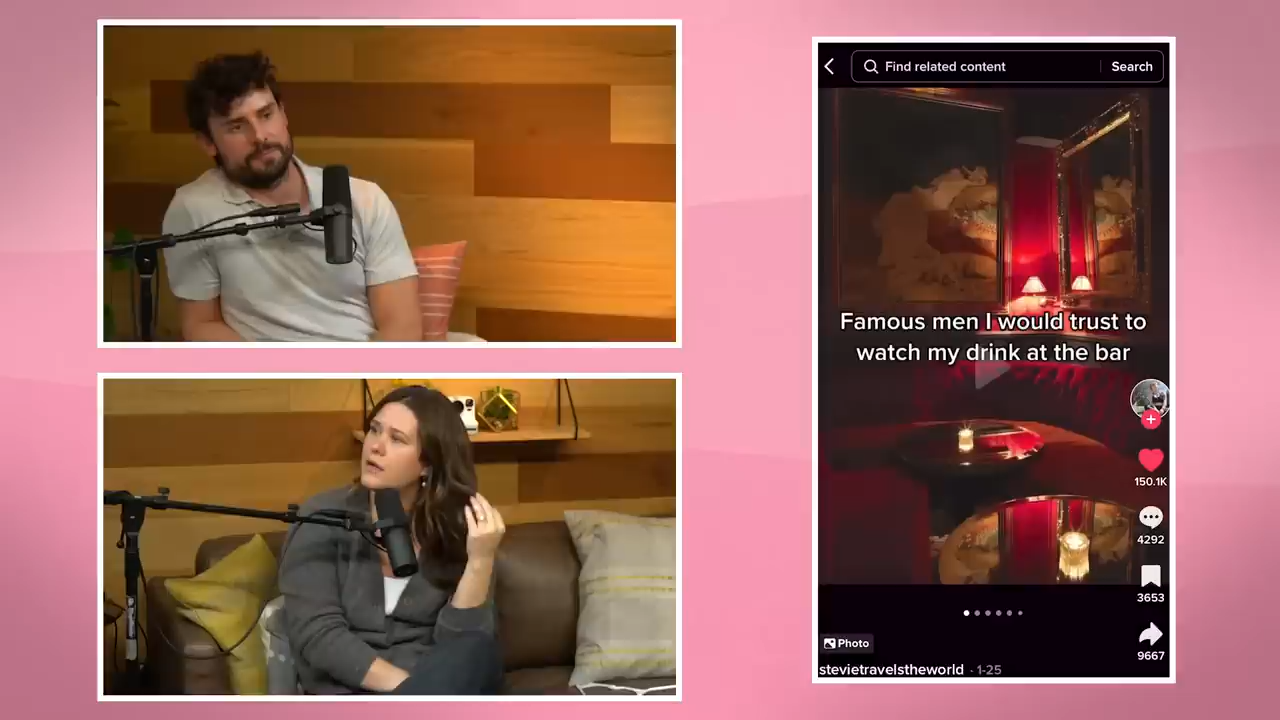 Find related content
Search
Famous men I would trust to
watch my drink at the bar
150.1K
4292
3653
9667
Photo
stevietravelstheworld · 1-25